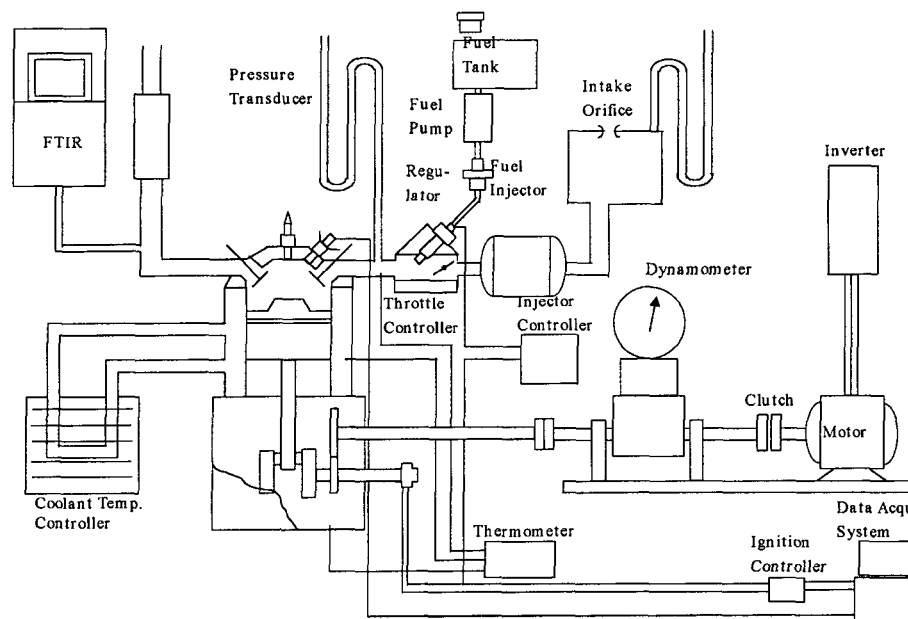 Fuel
Tank
Pressure
Transducer
Intake
Orifice
Fuel
Pump
FTIR
Inverter
Regu-
lator
Fuel
Injector
Dynamometer
Throttle
Controller
Injector
Controller
Clutch
Motor
Coolant Temp.
Controller
Data Acqu
System
Thermometer
Ignition
Controller